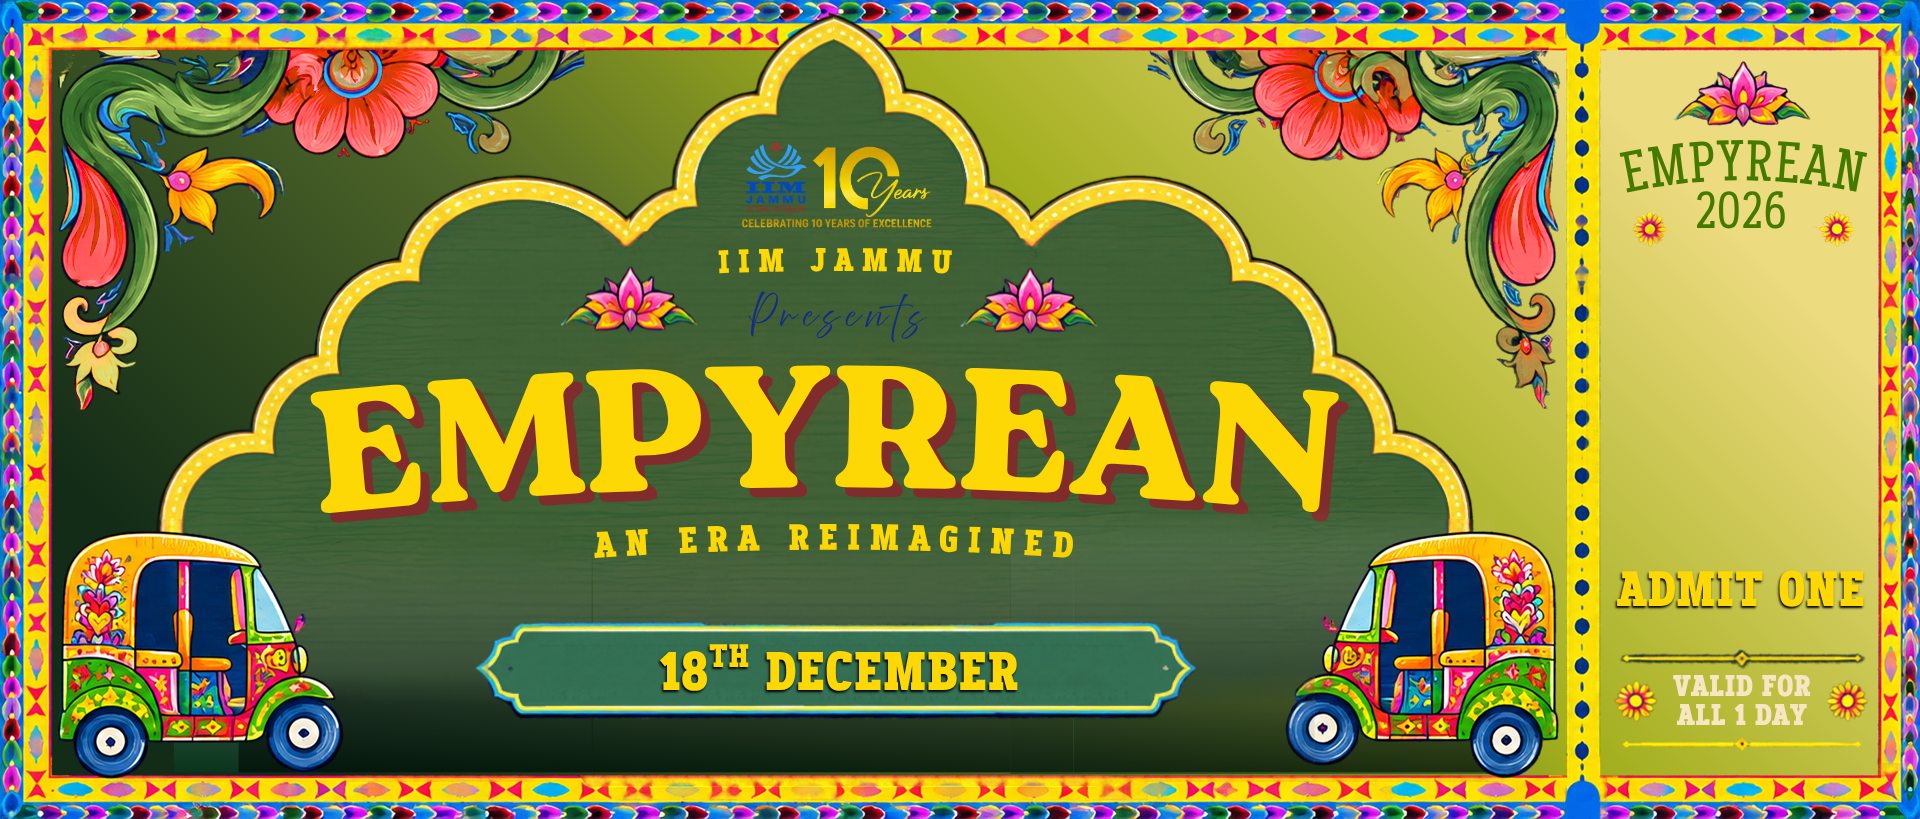 IIM
JAMMU
10 Years
CELEBRATING 10 YEARS OF EXCELLENCE
IIM JAMMU
Presents
EMPYREAN
AN ERA REIMAGINED
18TH DECEMBER
EMPYREAN
2026
ADMIT ONE
VALID FOR
ALL 1 DAY